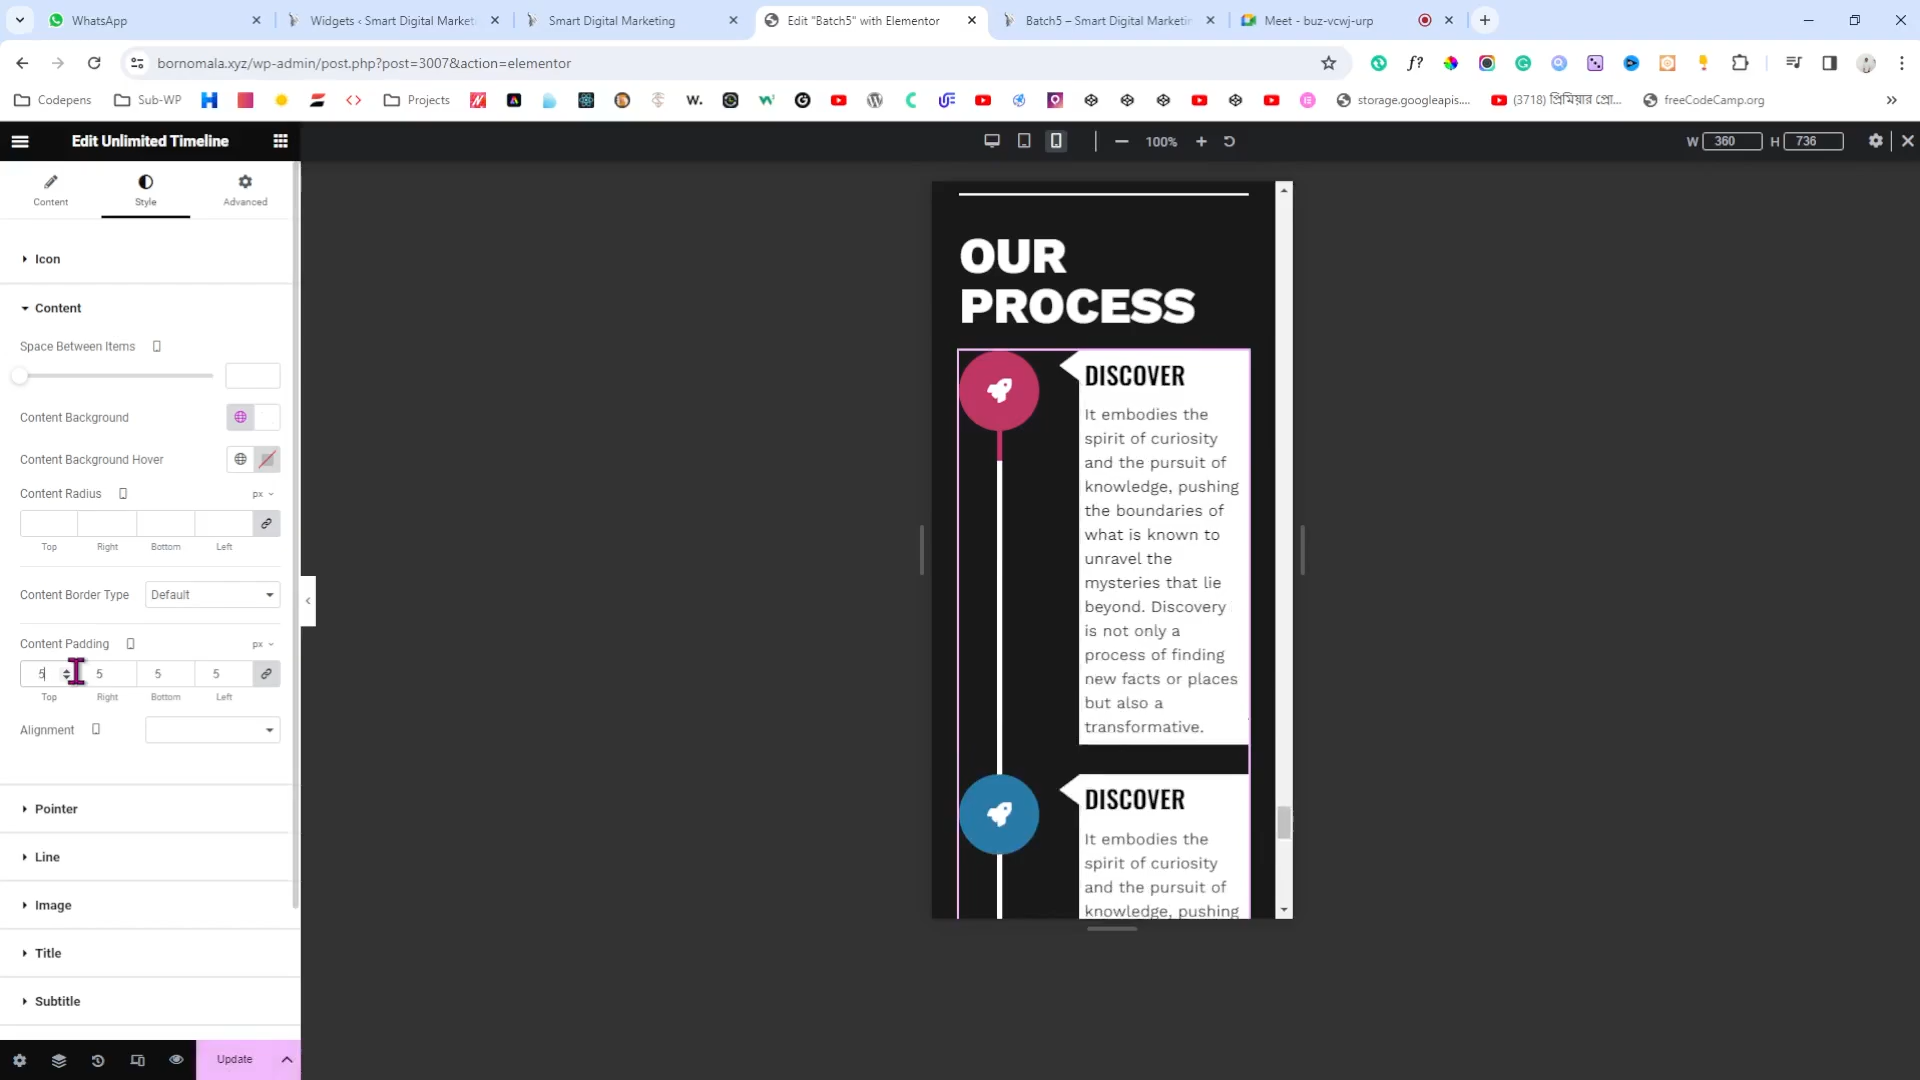 WhatsApp
Widgets ‹ Smart Digital Market
Smart Digital Marketing
Edit "Batch5" with Elementor
Batch5 – Smart Digital Marketin
Meet - buz-vcwj-urp
bornomala.xyz/wp-admin/post.php?post=3007&action=elementor
Codepens
Sub-WP
Projects
storage.googleapis....
(3718) প্রিমিয়ার প্রো...
freeCodeCamp.org
Edit Unlimited Timeline
100%
W 360 H 736
Content
Style
Advanced
Icon
Content
Space Between Items
Content Background
Content Background Hover
Content Radius
px
Top Right Bottom Left
Content Border Type
Default
Content Padding
px
5 5 5 5
Top Right Bottom Left
Alignment
Pointer
Line
Image
Title
Subtitle
Update
OUR
PROCESS
DISCOVER
It embodies the
spirit of curiosity
and the pursuit of
knowledge, pushing
the boundaries of
what is known to
unravel the
mysteries that lie
beyond. Discovery
is not only a
process of finding
new facts or places
but also a
transformative.
DISCOVER
It embodies the
spirit of curiosity
and the pursuit of
knowledge, pushing